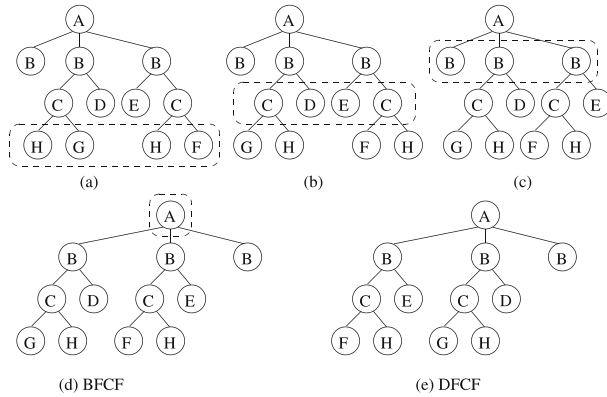 A A A
B B B B B B B B B
C D E C C D E C C D C E
H G H F G H F H G H F H
(a) (b) (c)
A A
B B B B B B
C D C E C E C D
G H F H F H G H
(d) BFCF (e) DFCF